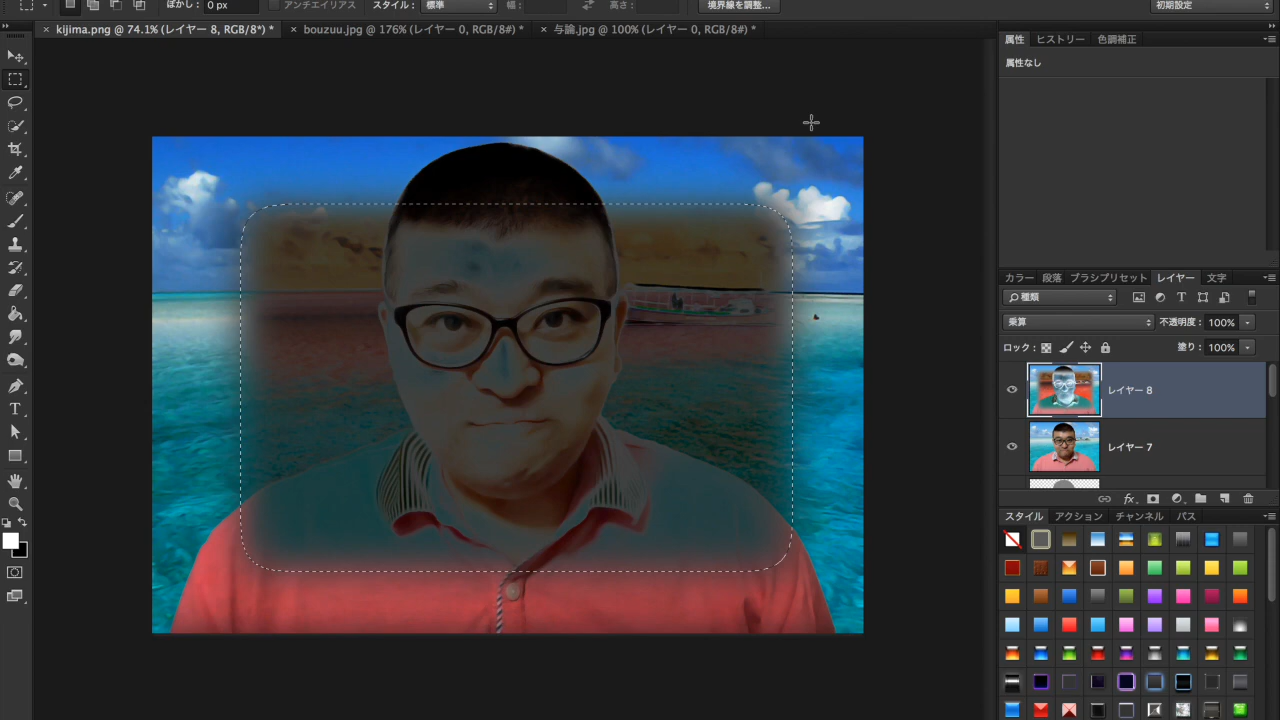 ぼかし : 0 px アンチエイリアス スタイル : 標準 幅 : 高さ : 境界線を調整... 初期設定
× kijima.png @ 74.1% (レイヤー 8, RGB/8*) * × bouzuu.jpg @ 176% (レイヤー 0, RGB/8#) * × 与論.jpg @ 100% (レイヤー 0, RGB/8#) *
属性 ヒストリー 色調補正
属性なし
カラー 段落 ブラシプリセット レイヤー 文字
種類
乗算 不透明度 : 100%
ロック : 塗り : 100%
レイヤー 8
レイヤー 7
スタイル アクション チャンネル パス